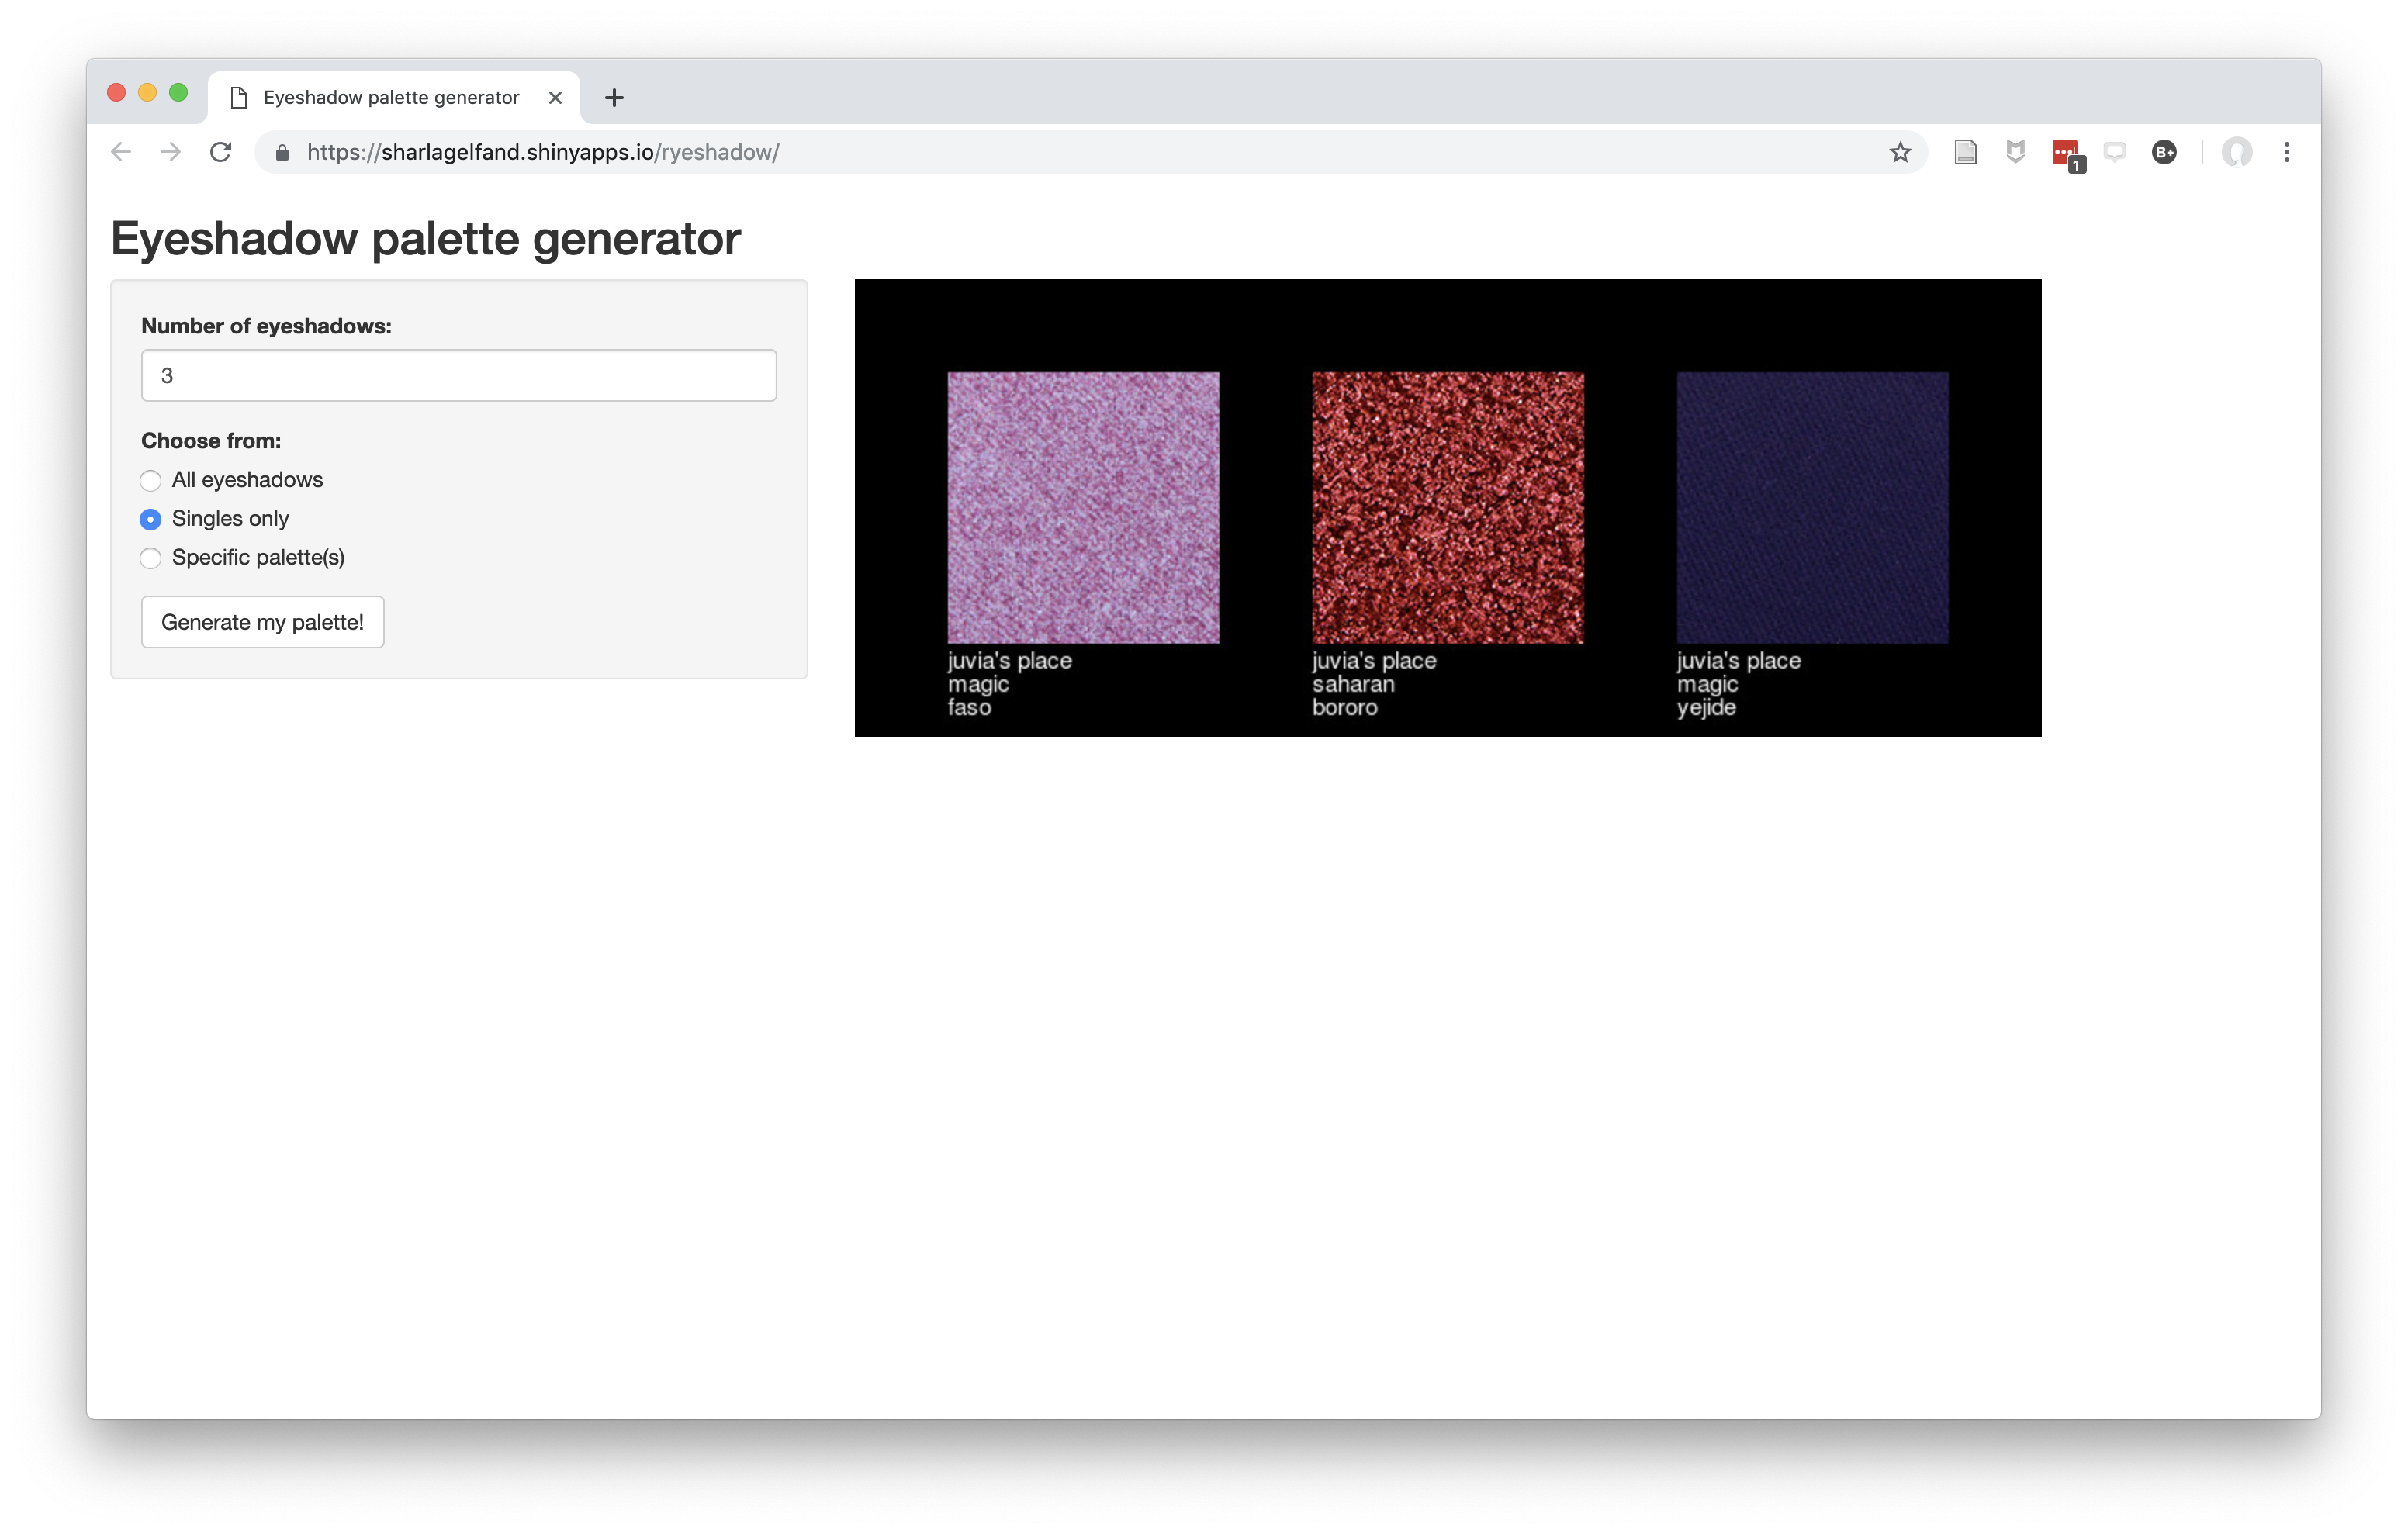 Eyeshadow palette generator
https://sharlagelfand.shinyapps.io/ryeshadow/
1
B+
Eyeshadow palette generator
Number of eyeshadows:
3
Choose from:
All eyeshadows
Singles only
Specific palette(s)
Generate my palette!
juvia's place
magic
faso
juvia's place
saharan
bororo
juvia's place
magic
yejide